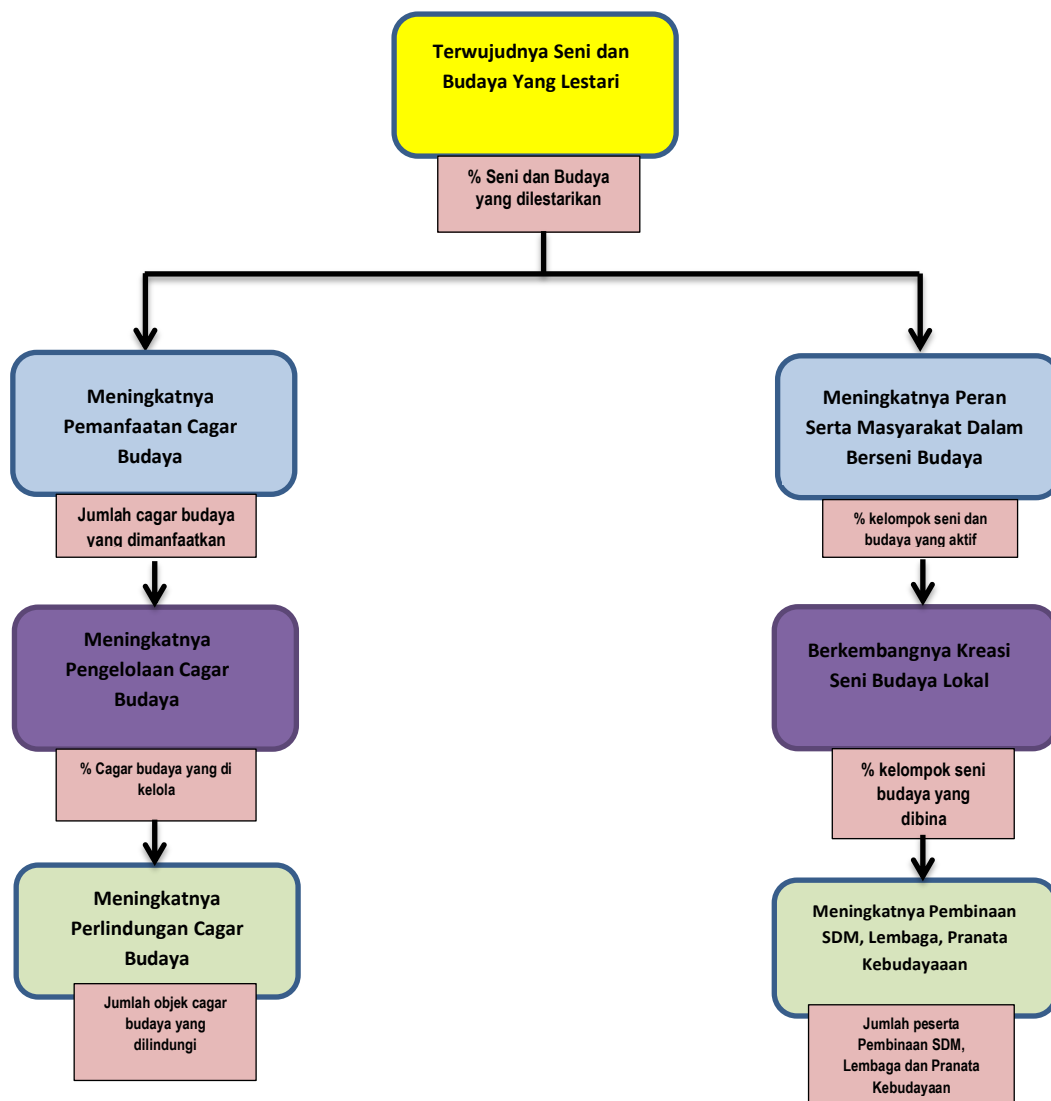 Terwujudnya Seni dan
Budaya Yang Lestari
% Seni dan Budaya
yang dilestarikan
Meningkatnya
Pemanfaatan Cagar
Budaya
Jumlah cagar budaya
yang dimanfaatkan
Meningkatnya
Pengelolaan Cagar
Budaya
% Cagar budaya yang di
kelola
Meningkatnya
Perlindungan Cagar
Budaya
Jumlah objek cagar
budaya yang
dilindungi
Meningkatnya Peran
Serta Masyarakat Dalam
Berseni Budaya
% kelompok seni dan
budaya yang aktif
Berkembangnya Kreasi
Seni Budaya Lokal
% kelompok seni
budaya yang
dibina
Meningkatnya Pembinaan
SDM, Lembaga, Pranata
Kebudayaaan
Jumlah peserta
Pembinaan SDM,
Lembaga dan Pranata
Kebudayaan